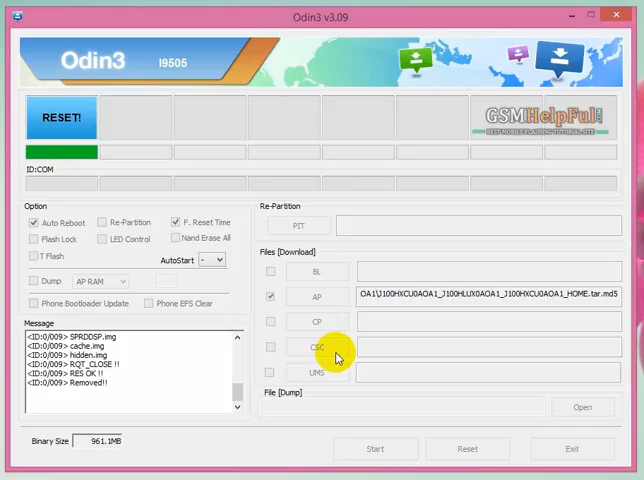 Odin3 v3.09
Odin3 I9505
RESET!
GSMHelpFul.com
BEST MOBILE FLASHING TUTORIAL SITE
ID:COM
Option
Auto Reboot
Re-Partition
F. Reset Time
Flash Lock
LED Control
Nand Erase All
T Flash
AutoStart :
-
Dump
AP RAM
Phone Bootloader Update
Phone EFS Clear
Message
<ID:0/009> SPRDDSP.img
<ID:0/009> cache.img
<ID:0/009> hidden.img
<ID:0/009> RQT_CLOSE !!
<ID:0/009> RES OK !!
<ID:0/009> Removed!!
Binary Size
961.1MB
Re-Partition
PIT
Files [Download]
BL
AP
OA1\J100HXCU0AOA1_J100HLUX0AOA1_J100HXCU0AOA1_HOME.tar.md5
CP
CSC
UMS
File [Dump]
Open
Start
Reset
Exit